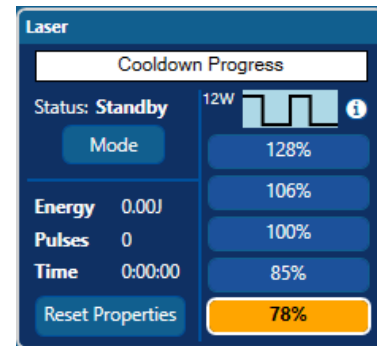 Laser
Cooldown Progress
Status: Standby
Mode
Energy 0.00J
Pulses 0
Time 0:00:00
Reset Properties
12W
128%
106%
100%
85%
78%